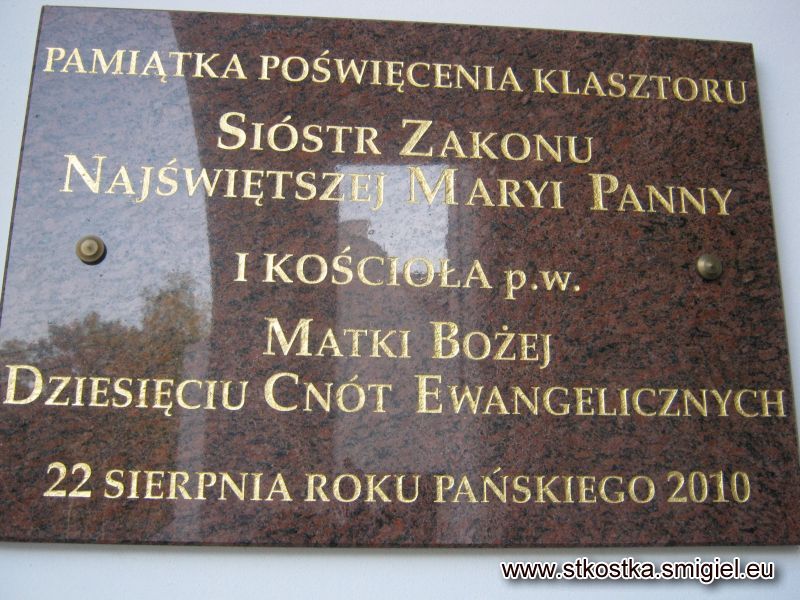 PAMIĄTKA POŚWIĘCENIA KLASZTORU
SIÓSTR ZAKONU
NAJŚWIĘTSZEJ MARYI PANNY
I KOŚCIOŁA p.w.
MATKI BOŻEJ
DZIESIĘCIU CNÓT EWANGELICZNYCH
22 SIERPNIA ROKU PAŃSKIEGO 2010
www.stkostka.smigiel.eu